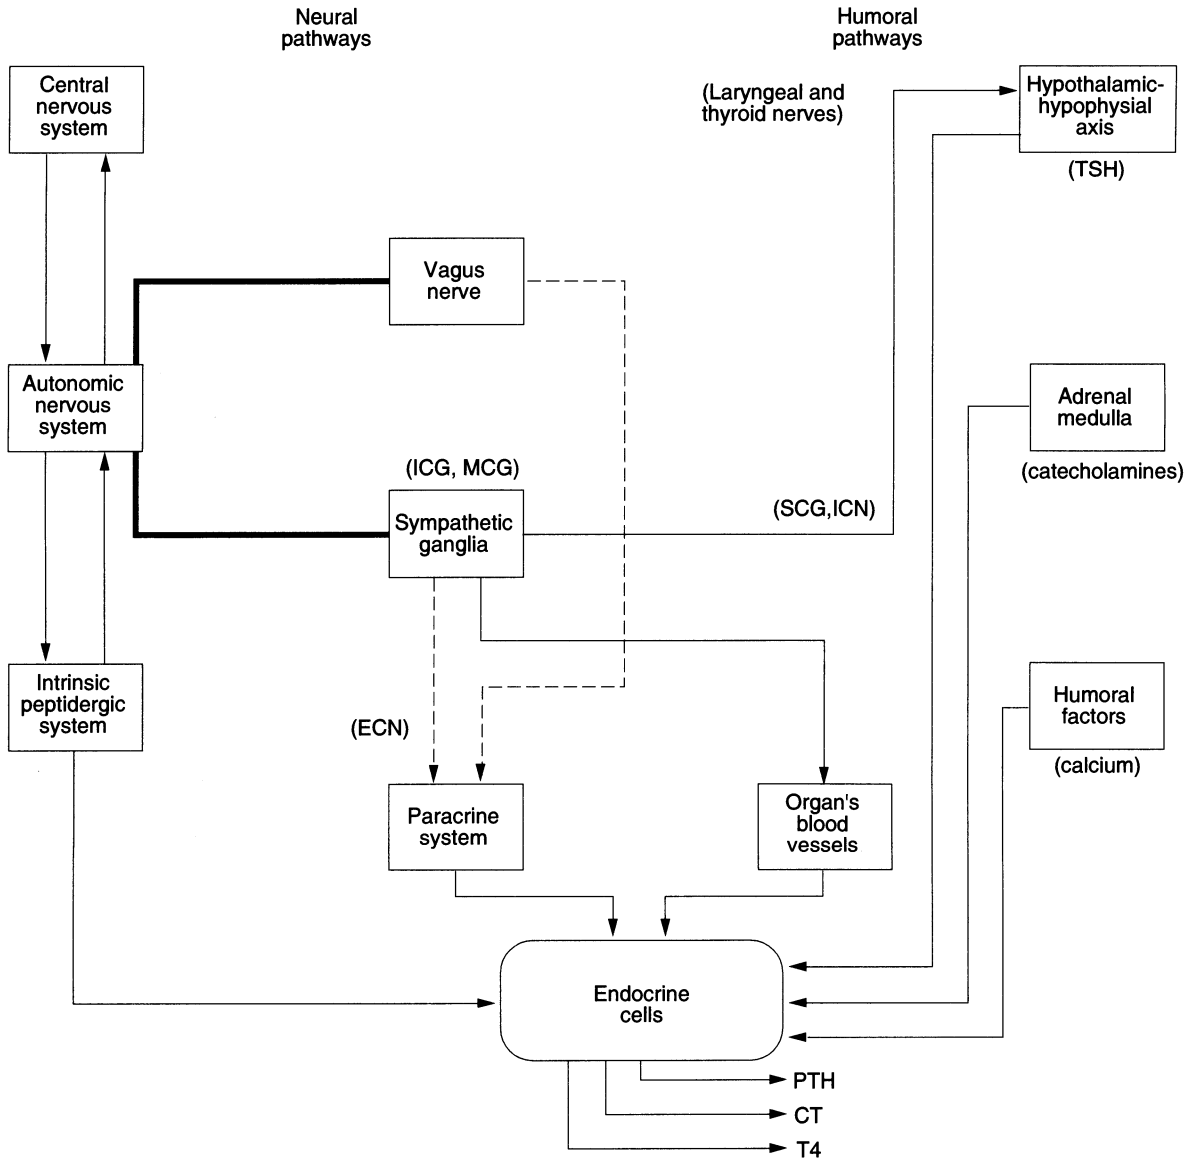 Neural
pathways
Humoral
pathways
Central
nervous
system
(Laryngeal and
thyroid nerves)
Hypothalamic-
hypophysial
axis
(TSH)
Vagus
nerve
Autonomic
nervous
system
Adrenal
medulla
(catecholamines)
(ICG, MCG)
Sympathetic
ganglia
(SCG,ICN)
Intrinsic
peptidergic
system
(ECN)
Humoral
factors
(calcium)
Paracrine
system
Organ's
blood
vessels
Endocrine
cells
PTH
CT
T4